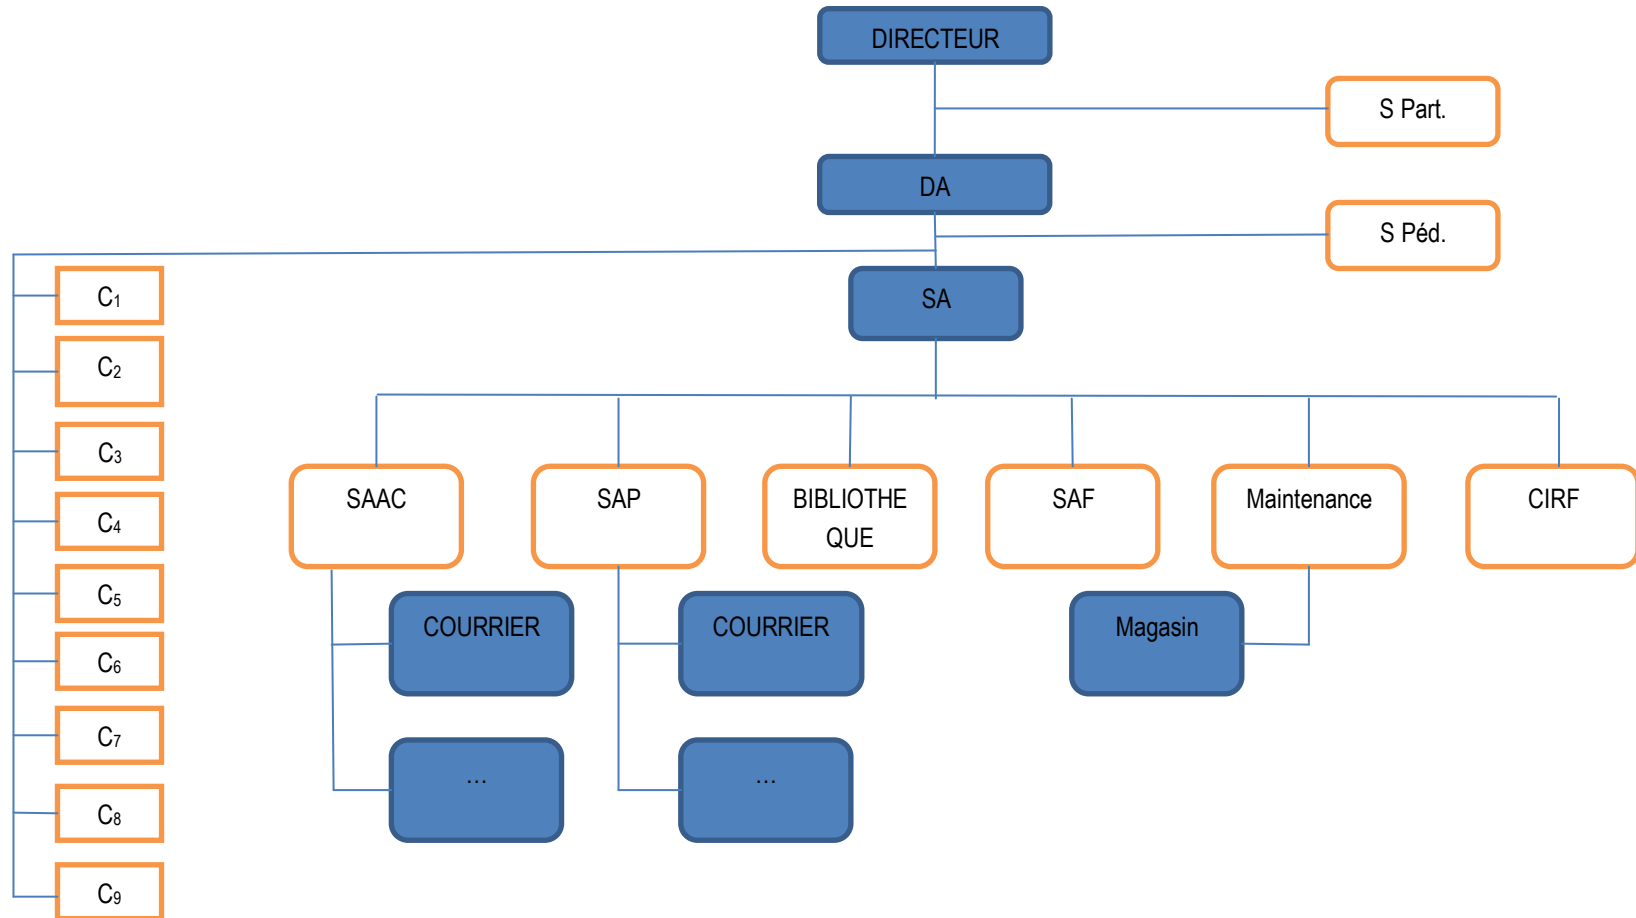 DIRECTEUR
S Part.
DA
S Péd.
SA
C₁
C₂
C₃
C₄
C₅
C₆
C₇
C₈
C₉
SAAC
SAP
BIBLIOTHE
QUE
SAF
Maintenance
CIRF
COURRIER
COURRIER
Magasin
...
...